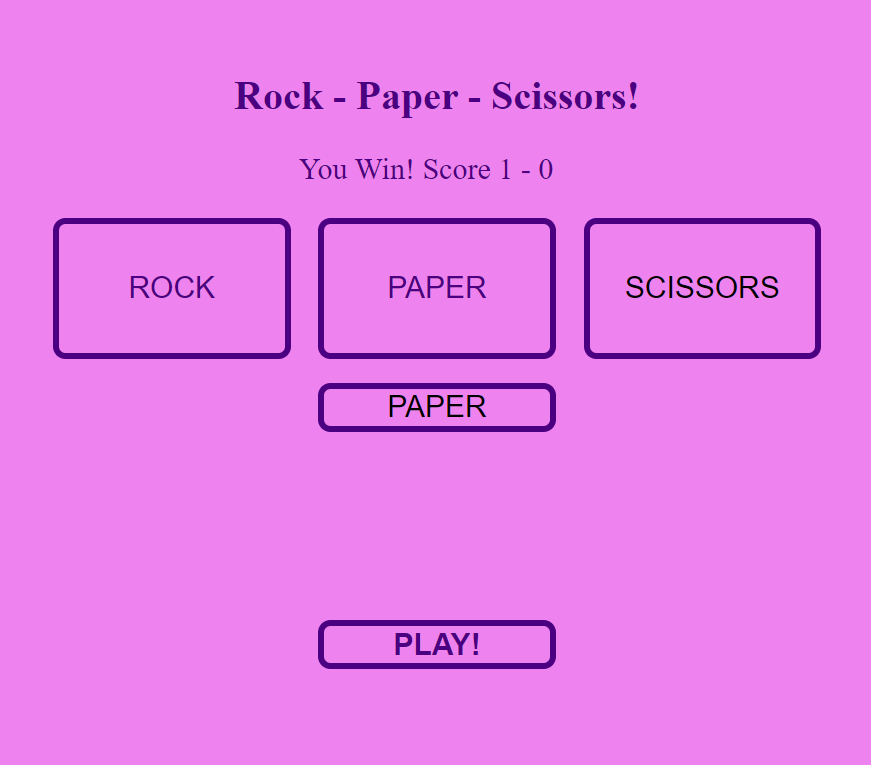 Rock - Paper - Scissors!
You Win! Score 1 - 0
ROCK PAPER SCISSORS
PAPER
PLAY!